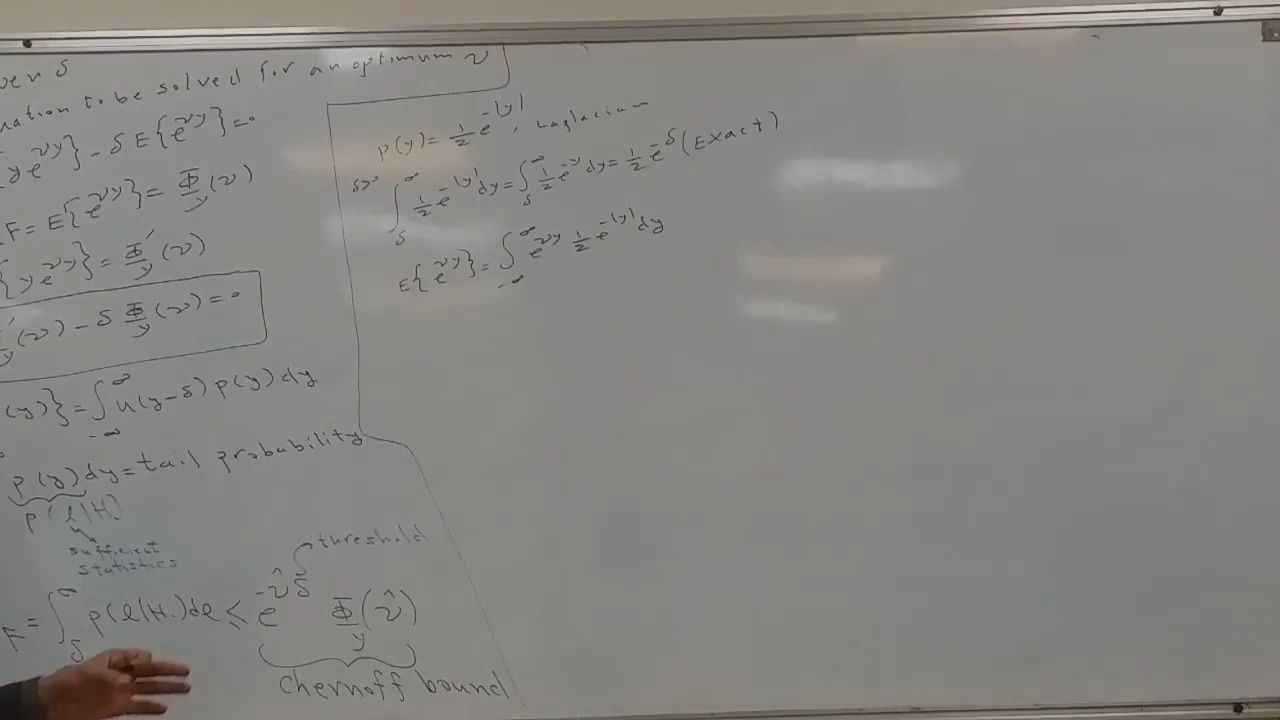 δ
to be solved for an optimum ν
y e^{νy}} - δ E{e^{νy}} = 0
F = E{e^{νy}} = Φ_y(ν)
{y e^{νy}} = Φ'_y(ν)
'_y(ν) - δ Φ_y(ν) = 0
(y)} = ∫_{-∞}^{∞} u(y-δ) p(y) dy
p(y) dy = tail probability
p(l|H)
sufficient
statistics
F = ∫_δ^∞ p(l|H₀) dl ≤ e^{-ν̂δ} Φ_y(ν̂)
threshold
chernoff bound
p(y) = 1/2 e^{-|y|}, Laplacian
δ>0 ∫_δ^∞ 1/2 e^{-|y|} dy = ∫_δ^∞ 1/2 e^{-y} dy = 1/2 e^{-δ} (Exact)
E{e^{νy}} = ∫_{-∞}^{∞} e^{νy} 1/2 e^{-|y|} dy